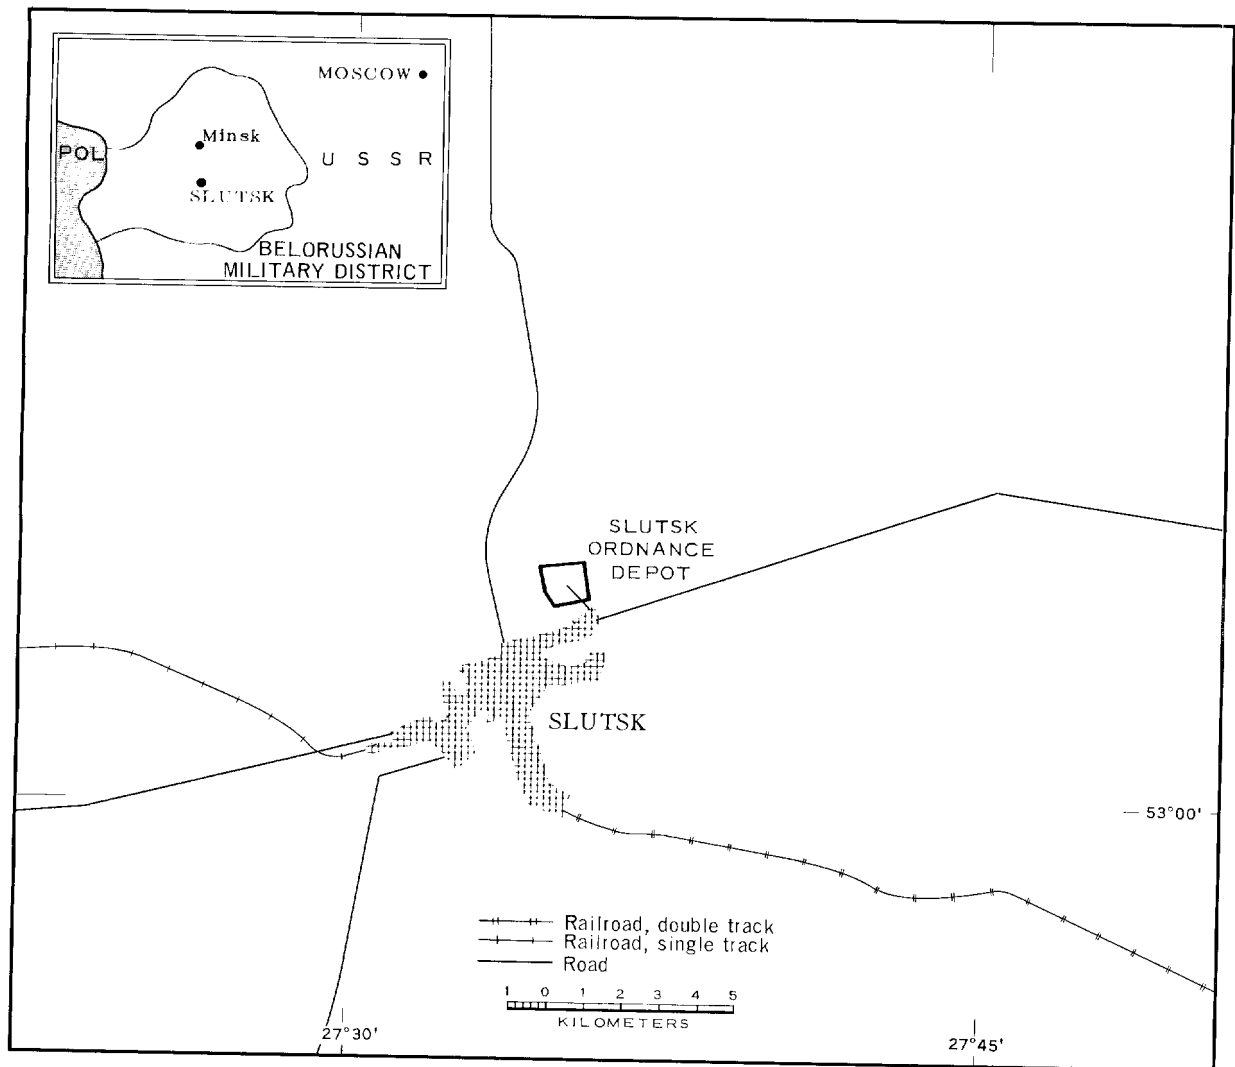 MOSCOW
Minsk
POL
U S S R
SLUTSK
BELORUSSIAN
MILITARY DISTRICT
SLUTSK
ORDNANCE
DEPOT
SLUTSK
53°00'
Railroad, double track
Railroad, single track
Road
1 0 1 2 3 4 5
KILOMETERS
27°30'
27°45'